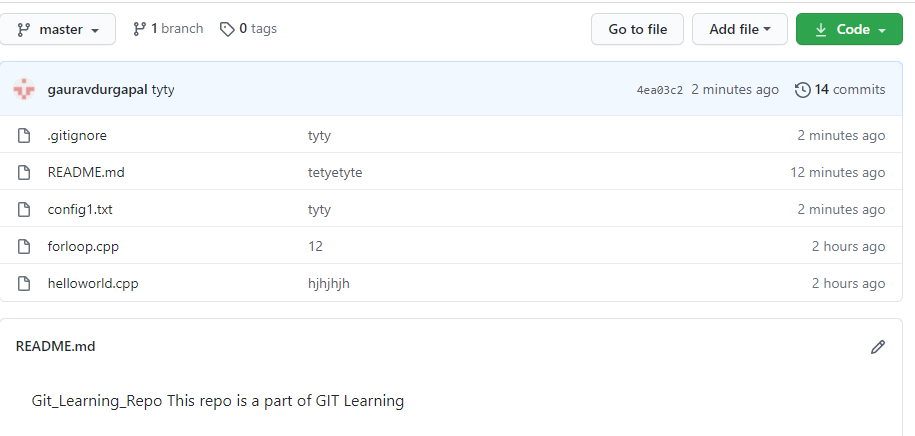 master 1 branch 0 tags Go to file Add file Code
gauravdurgapal tyty 4ea03c2 2 minutes ago 14 commits
.gitignore tyty 2 minutes ago
README.md tetyetyte 12 minutes ago
config1.txt tyty 2 minutes ago
forloop.cpp 12 2 hours ago
helloworld.cpp hjhjhjh 2 hours ago
README.md
Git_Learning_Repo This repo is a part of GIT Learning